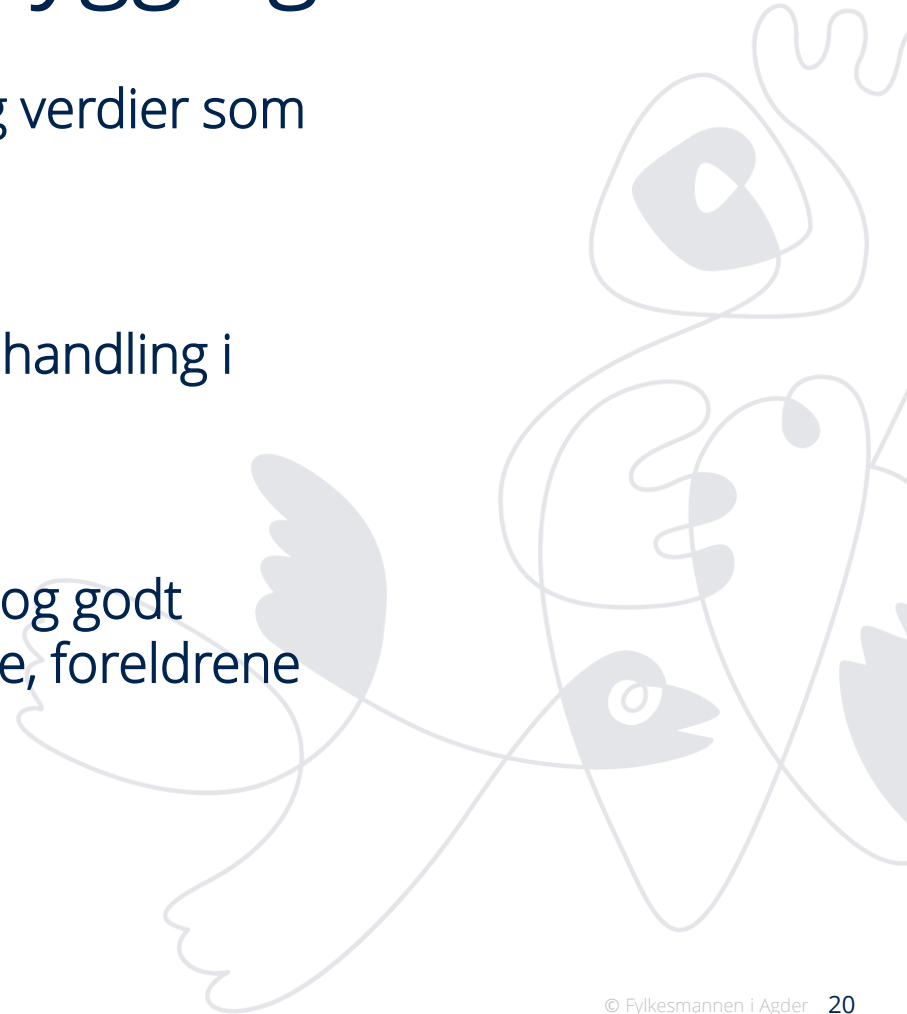 verdier som
handling i
og godt
e, foreldrene
© Fylkesmannen i Agder 20